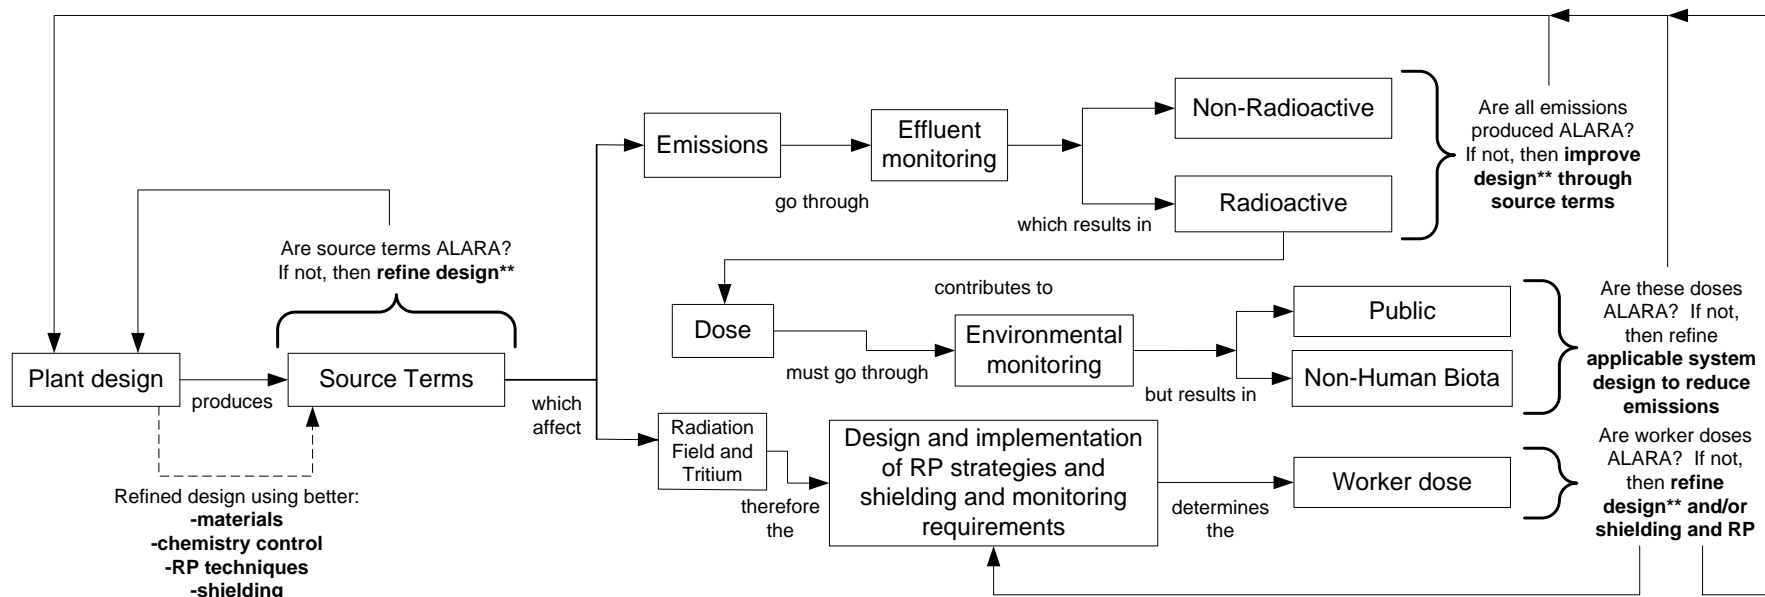 Plant design
produces
Refined design using better:
-materials
-chemistry control
-RP techniques
-shielding
Are source terms ALARA?
If not, then refine design**
Source Terms
which
affect
Emissions
go through
Effluent
monitoring
which results in
Non-Radioactive
Radioactive
Are all emissions
produced ALARA?
If not, then improve
design** through
source terms
contributes to
Dose
must go through
Environmental
monitoring
but results in
Public
Non-Human Biota
Are these doses
ALARA? If not,
then refine
applicable system
design to reduce
emissions
Radiation
Field and
Tritium
therefore
the
Design and implementation
of RP strategies and
shielding and monitoring
requirements
determines
the
Worker dose
Are worker doses
ALARA? If not,
then refine
design** and/or
shielding and RP